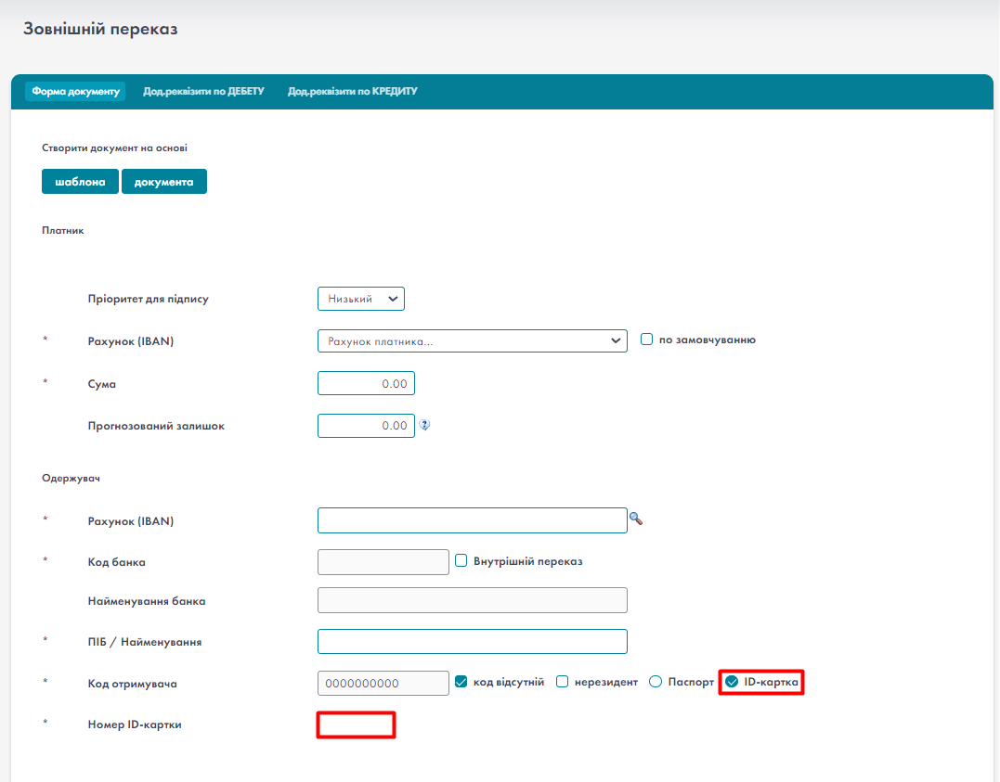 Зовнішній переказ
Форма документу Дод.реквізити по ДЕБЕТУ Дод.реквізити по КРЕДИТУ
Створити документ на основі
шаблона документа
Платник
Пріоритет для підпису Низький
* Рахунок (IBAN) Рахунок платника... по замовчуванню
* Сума 0.00
Прогнозований залишок 0.00 ?
Одержувач
* Рахунок (IBAN)
* Код банка Внутрішній переказ
Найменування банка
* ПІБ / Найменування
* Код отримувача 0000000000 код відсутній нерезидент Паспорт ID-картка
* Номер ID-картки